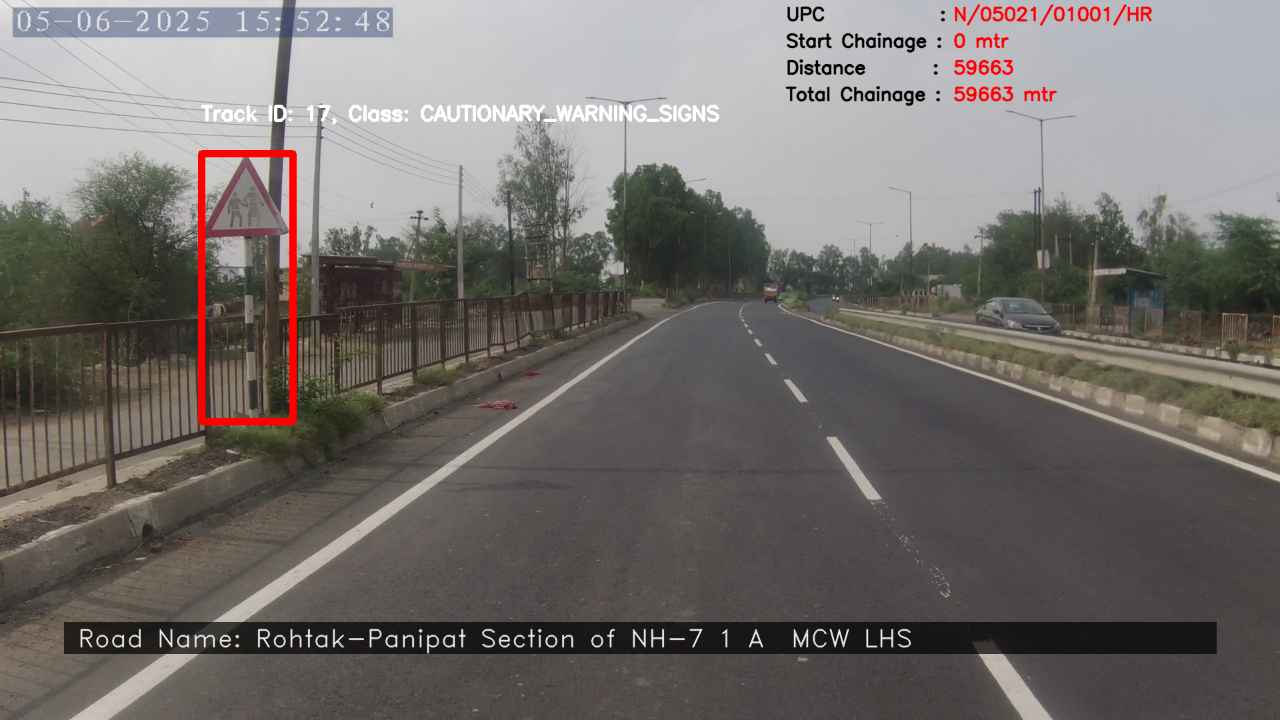 05-06-2025 15:52:48
UPC : N/05021/01001/HR
Start Chainage : 0 mtr
Distance : 59663
Total Chainage : 59663 mtr
Track ID: 17, Class: CAUTIONARY_WARNING_SIGNS
Road Name: Rohtak-Panipat Section of NH-7 1 A MCW LHS